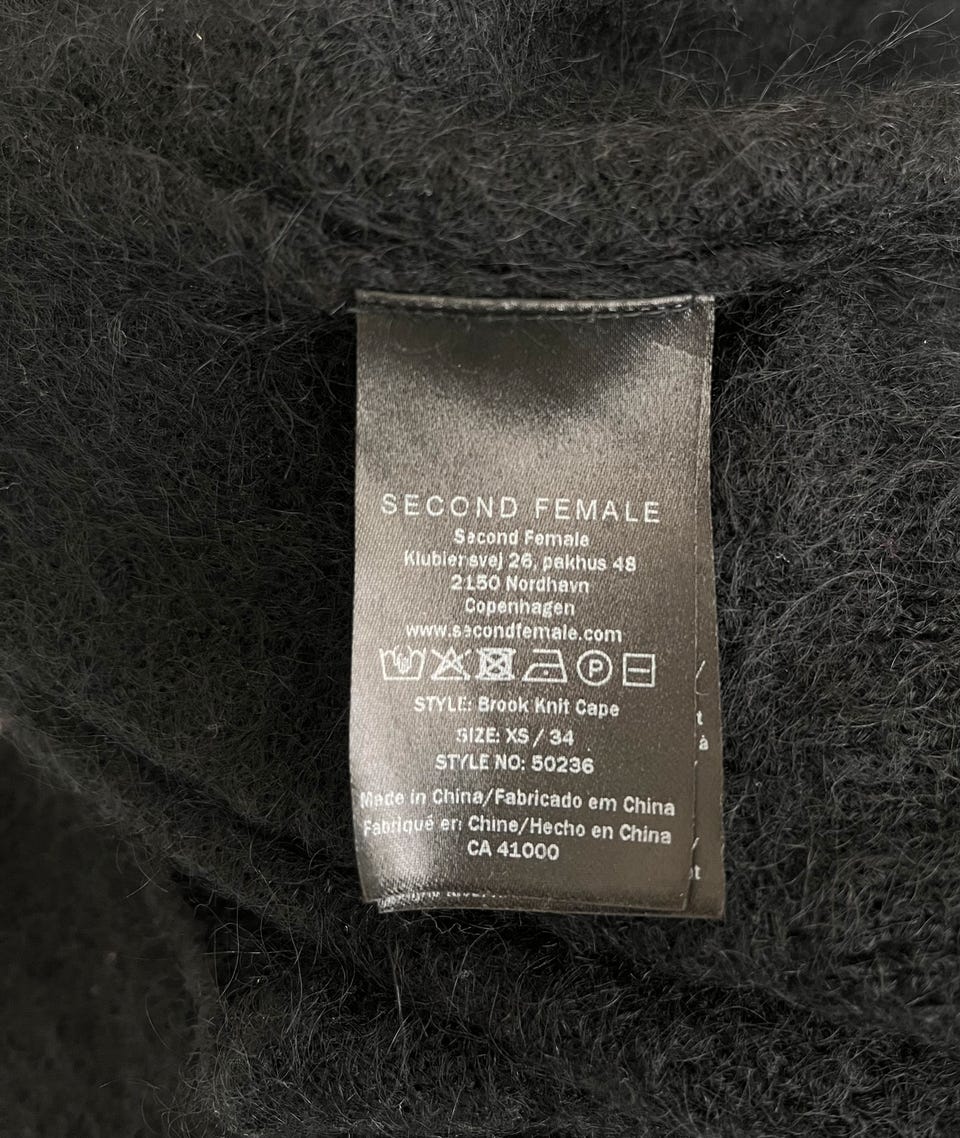 SECOND FEMALE
Second Female
Klubiensvej 26, pakhus 48
2150 Nordhavn
Copenhagen
www.secondfemale.com
P
STYLE: Brook Knit Cape
SIZE: XS / 34
STYLE NO: 50236
Made in China/Fabricado em China
Fabriqué en Chine/Hecho en China
CA 41000